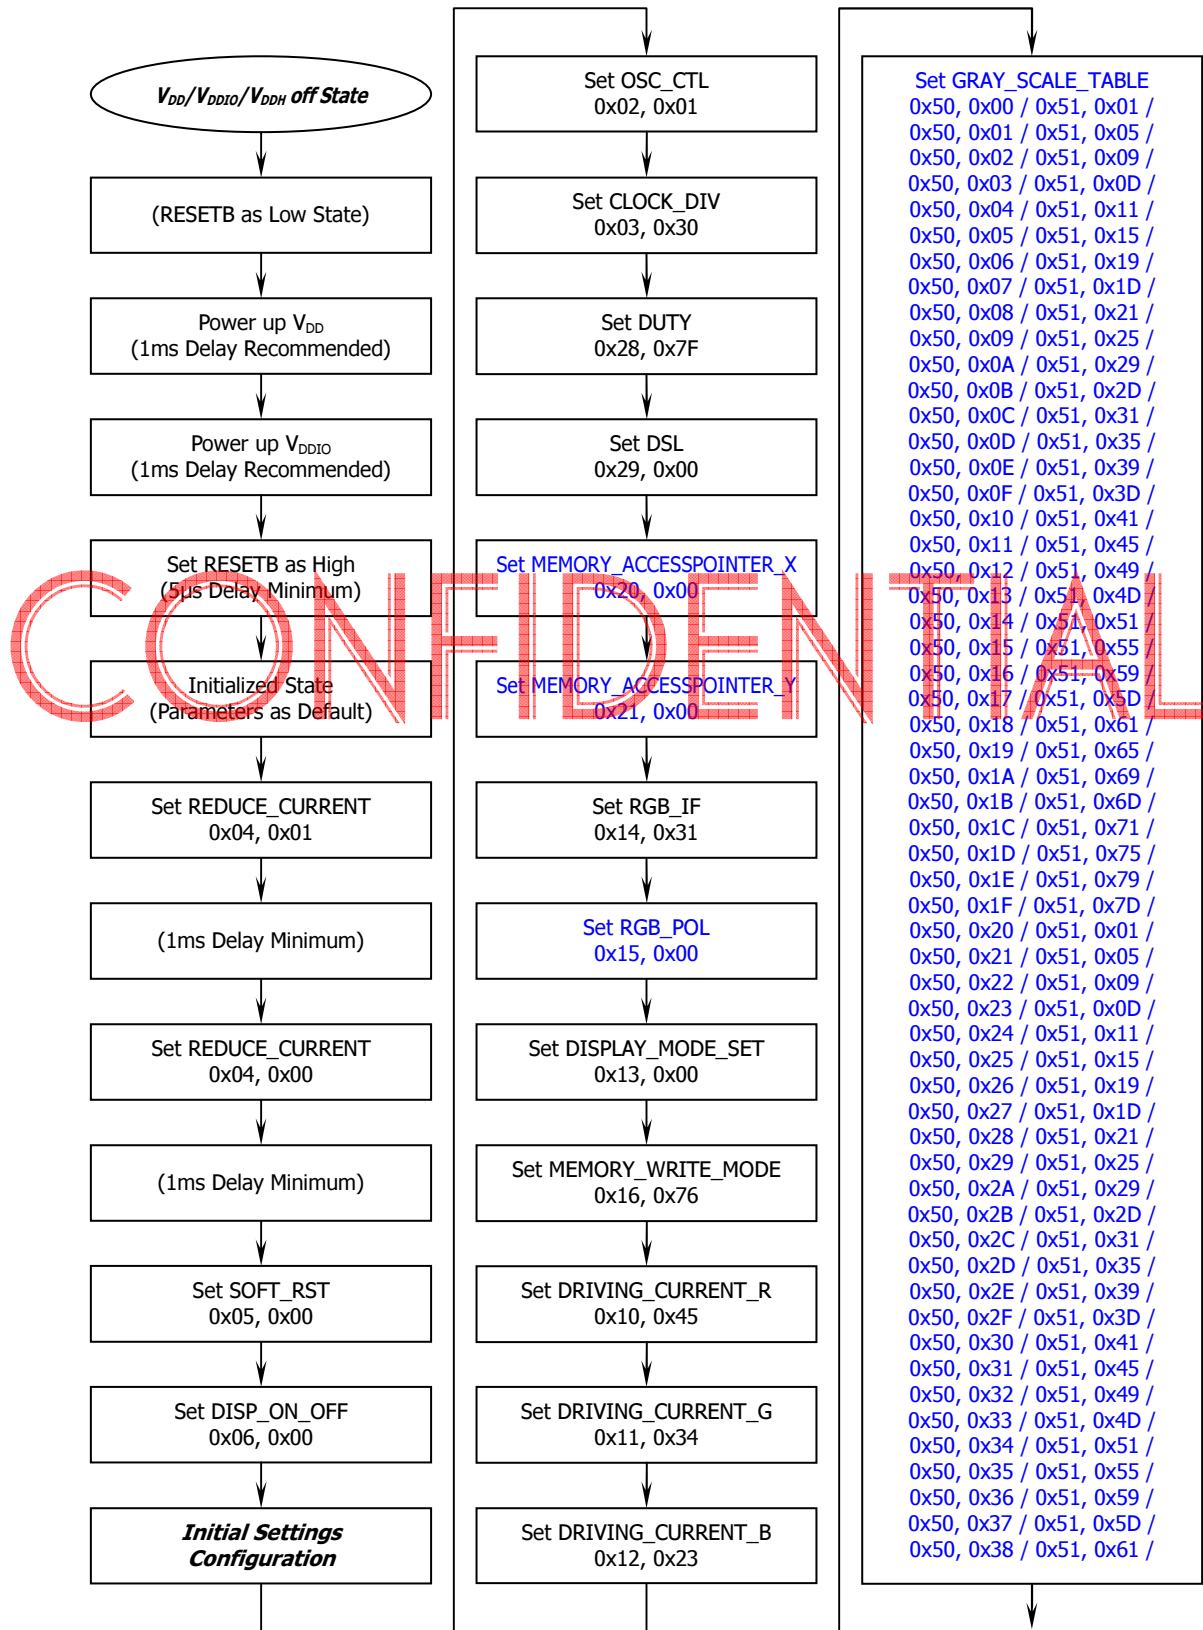 V_DD/V_DDIO/V_DDH off State
(RESETB as Low State)
Power up V_DD
(1ms Delay Recommended)
Power up V_DDIO
(1ms Delay Recommended)
Set RESETB as High
(5µs Delay Minimum)
Initialized State
(Parameters as Default)
Set REDUCE_CURRENT
0x04, 0x01
(1ms Delay Minimum)
Set REDUCE_CURRENT
0x04, 0x00
(1ms Delay Minimum)
Set SOFT_RST
0x05, 0x00
Set DISP_ON_OFF
0x06, 0x00
Initial Settings
Configuration
Set OSC_CTL
0x02, 0x01
Set CLOCK_DIV
0x03, 0x30
Set DUTY
0x28, 0x7F
Set DSL
0x29, 0x00
Set MEMORY_ACCESSPOINTER_X
0x20, 0x00
Set MEMORY_ACCESSPOINTER_Y
0x21, 0x00
Set RGB_IF
0x14, 0x31
Set RGB_POL
0x15, 0x00
Set DISPLAY_MODE_SET
0x13, 0x00
Set MEMORY_WRITE_MODE
0x16, 0x76
Set DRIVING_CURRENT_R
0x10, 0x45
Set DRIVING_CURRENT_G
0x11, 0x34
Set DRIVING_CURRENT_B
0x12, 0x23
Set GRAY_SCALE_TABLE
0x50, 0x00 / 0x51, 0x01 /
0x50, 0x01 / 0x51, 0x05 /
0x50, 0x02 / 0x51, 0x09 /
0x50, 0x03 / 0x51, 0x0D /
0x50, 0x04 / 0x51, 0x11 /
0x50, 0x05 / 0x51, 0x15 /
0x50, 0x06 / 0x51, 0x19 /
0x50, 0x07 / 0x51, 0x1D /
0x50, 0x08 / 0x51, 0x21 /
0x50, 0x09 / 0x51, 0x25 /
0x50, 0x0A / 0x51, 0x29 /
0x50, 0x0B / 0x51, 0x2D /
0x50, 0x0C / 0x51, 0x31 /
0x50, 0x0D / 0x51, 0x35 /
0x50, 0x0E / 0x51, 0x39 /
0x50, 0x0F / 0x51, 0x3D /
0x50, 0x10 / 0x51, 0x41 /
0x50, 0x11 / 0x51, 0x45 /
0x50, 0x12 / 0x51, 0x49 /
0x50, 0x13 / 0x51, 0x4D /
0x50, 0x14 / 0x51, 0x51 /
0x50, 0x15 / 0x51, 0x55 /
0x50, 0x16 / 0x51, 0x59 /
0x50, 0x17 / 0x51, 0x5D /
0x50, 0x18 / 0x51, 0x61 /
0x50, 0x19 / 0x51, 0x65 /
0x50, 0x1A / 0x51, 0x69 /
0x50, 0x1B / 0x51, 0x6D /
0x50, 0x1C / 0x51, 0x71 /
0x50, 0x1D / 0x51, 0x75 /
0x50, 0x1E / 0x51, 0x79 /
0x50, 0x1F / 0x51, 0x7D /
0x50, 0x20 / 0x51, 0x01 /
0x50, 0x21 / 0x51, 0x05 /
0x50, 0x22 / 0x51, 0x09 /
0x50, 0x23 / 0x51, 0x0D /
0x50, 0x24 / 0x51, 0x11 /
0x50, 0x25 / 0x51, 0x15 /
0x50, 0x26 / 0x51, 0x19 /
0x50, 0x27 / 0x51, 0x1D /
0x50, 0x28 / 0x51, 0x21 /
0x50, 0x29 / 0x51, 0x25 /
0x50, 0x2A / 0x51, 0x29 /
0x50, 0x2B / 0x51, 0x2D /
0x50, 0x2C / 0x51, 0x31 /
0x50, 0x2D / 0x51, 0x35 /
0x50, 0x2E / 0x51, 0x39 /
0x50, 0x2F / 0x51, 0x3D /
0x50, 0x30 / 0x51, 0x41 /
0x50, 0x31 / 0x51, 0x45 /
0x50, 0x32 / 0x51, 0x49 /
0x50, 0x33 / 0x51, 0x4D /
0x50, 0x34 / 0x51, 0x51 /
0x50, 0x35 / 0x51, 0x55 /
0x50, 0x36 / 0x51, 0x59 /
0x50, 0x37 / 0x51, 0x5D /
0x50, 0x38 / 0x51, 0x61 /
CONFIDENTIAL